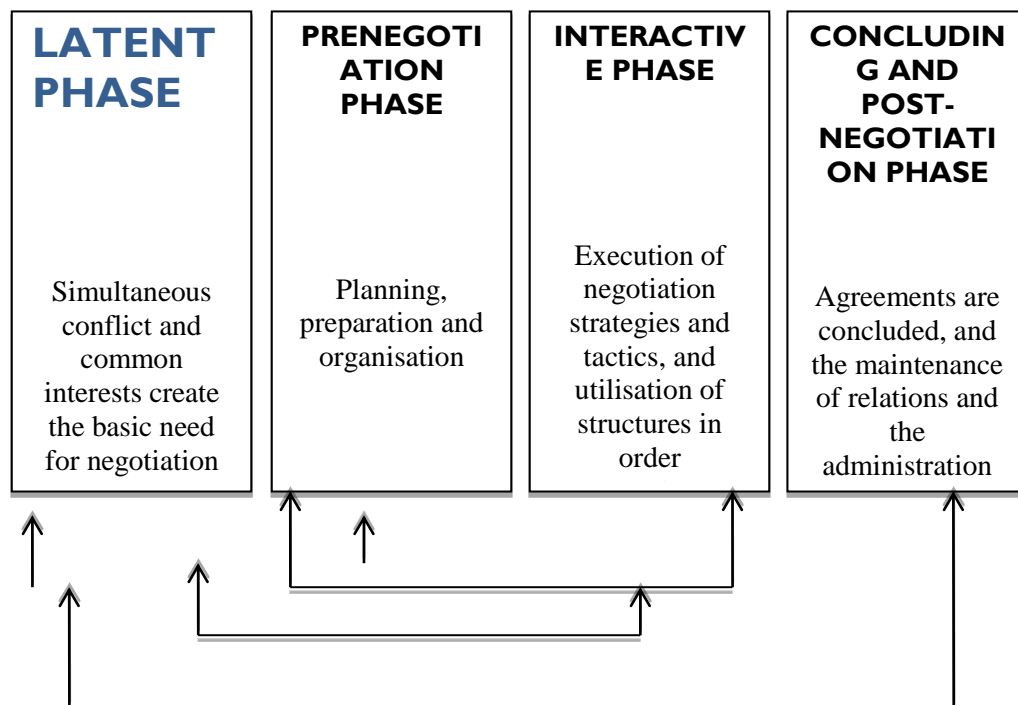 LATENT
PHASE
Simultaneous
conflict and
common
interests create
the basic need
for negotiation
PRENEGOTI
ATION
PHASE
Planning,
preparation and
organisation
INTERACTIV
E PHASE
Execution of
negotiation
strategies and
tactics, and
utilisation of
structures in
order
CONCLUDIN
G AND
POST-
NEGOTIATI
ON PHASE
Agreements are
concluded, and
the maintenance
of relations and
the
administration